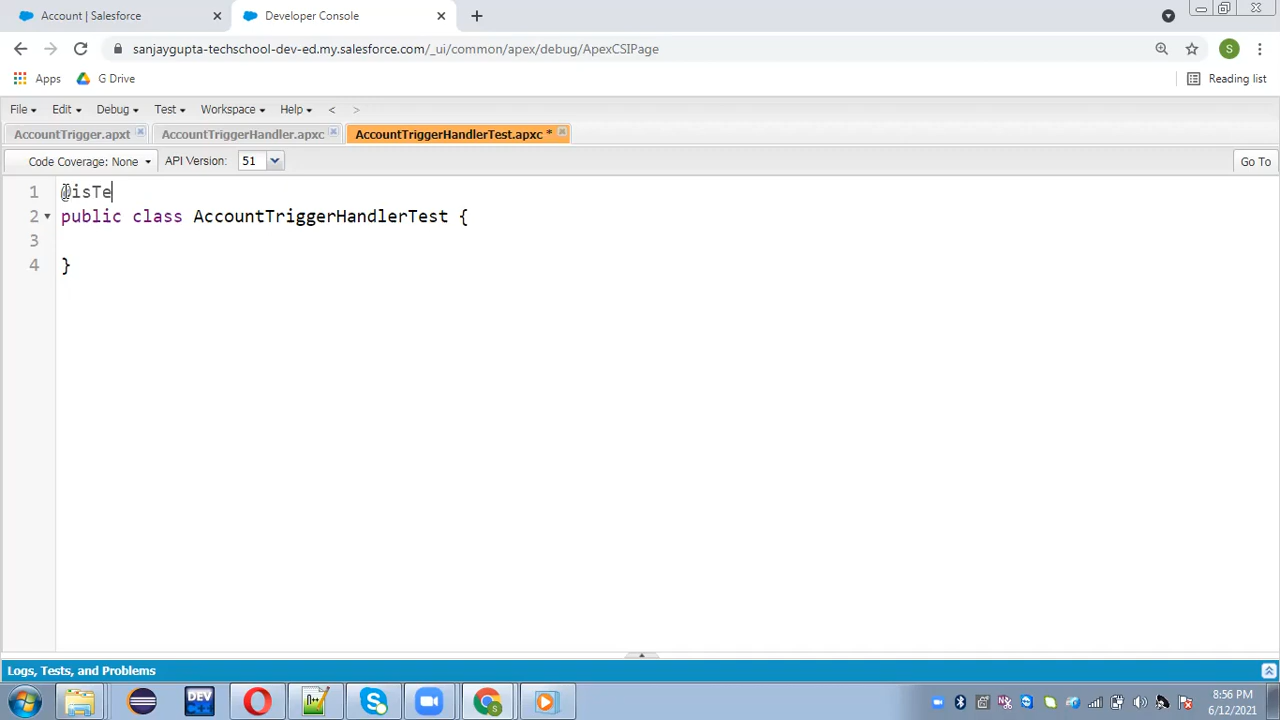 Account | Salesforce
Developer Console
sanjaygupta-techschool-dev-ed.my.salesforce.com/_ui/common/apex/debug/ApexCSIPage
S
Apps
G Drive
Reading list
File
Edit
Debug
Test
Workspace
Help
<
>
AccountTrigger.apxt
AccountTriggerHandler.apxc
AccountTriggerHandlerTest.apxc *
Code Coverage: None
API Version:
51
Go To
1 @isTe
2 public class AccountTriggerHandlerTest {
3
4 }
Logs, Tests, and Problems
DEV
8:56 PM
6/12/2021